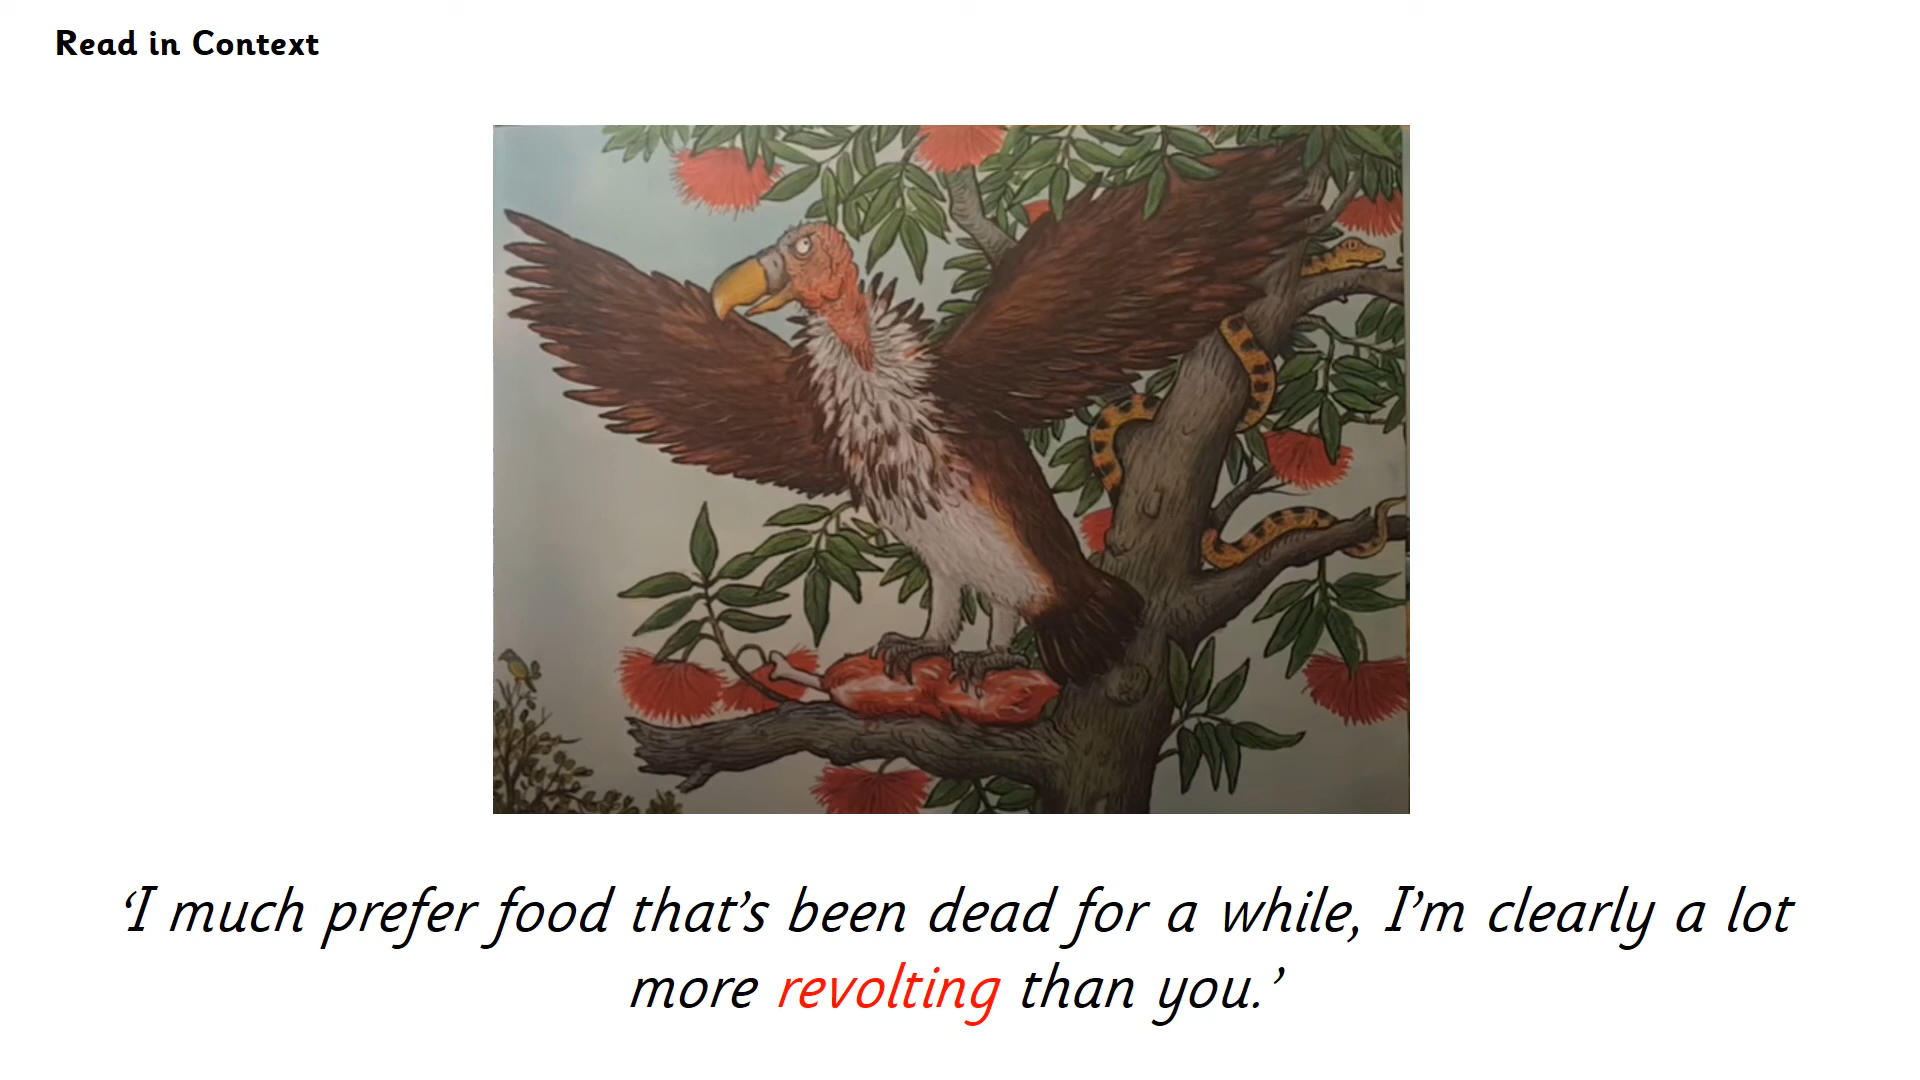 Read in Context
‘I much prefer food that’s been dead for a while, I’m clearly a lot
more revolting than you.’